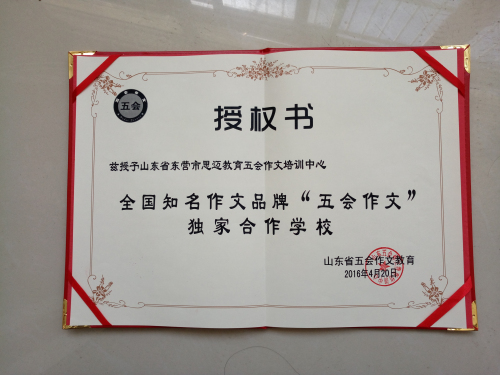 五会
授权书
兹授予山东省东营市思迈教育五会作文培训中心
全国知名作文品牌“五会作文”
独家合作学校
山东省五会作文教育
2016年4月20日